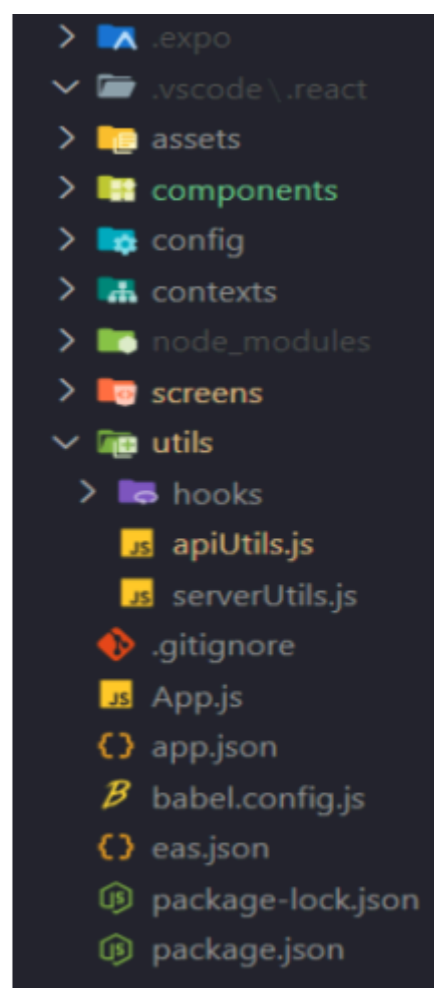 .expo
.vscode\.react
assets
components
config
contexts
node_modules
screens
utils
hooks
apiUtils.js
serverUtils.js
.gitignore
App.js
app.json
babel.config.js
eas.json
package-lock.json
package.json